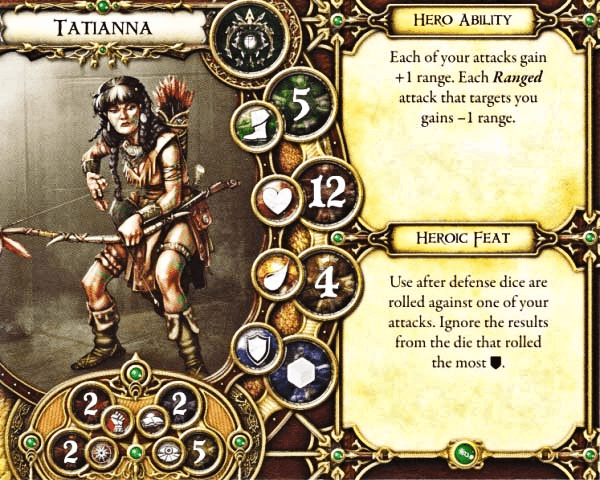 Tatianna
5
12
4
2
2
2
5
Hero Ability
Each of your attacks gain
+1 range. Each Ranged
attack that targets you
gains −1 range.
Heroic Feat
Use after defense dice are
rolled against one of your
attacks. Ignore the results
from the die that rolled
the most .